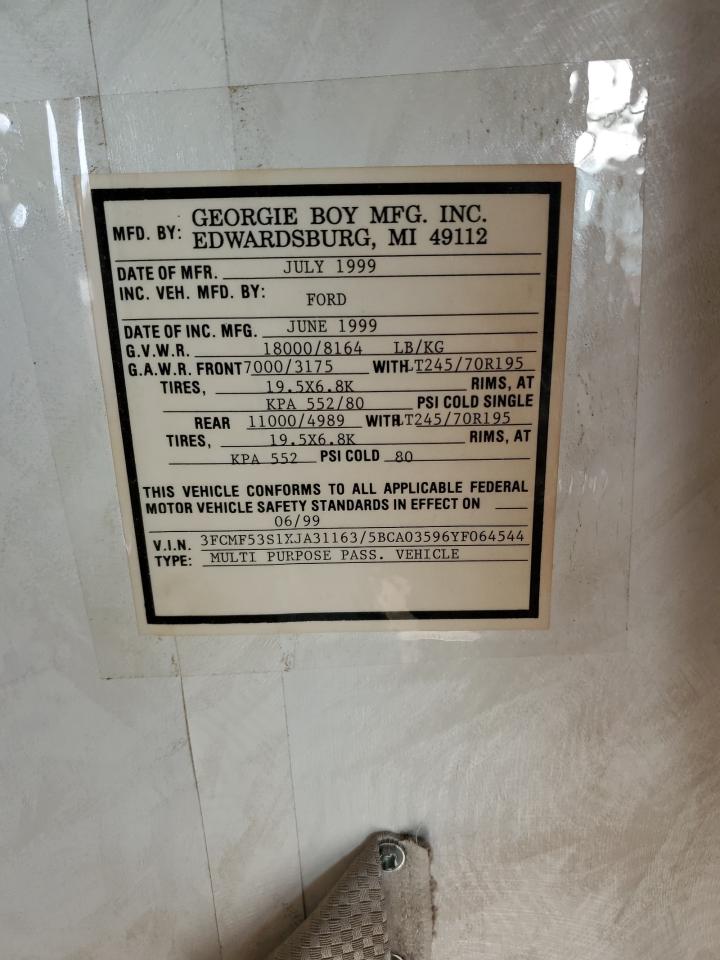 MFD. BY: GEORGIE BOY MFG. INC.
EDWARDSBURG, MI 49112
DATE OF MFR. JULY 1999
INC. VEH. MFD. BY: FORD
DATE OF INC. MFG. JUNE 1999
G.V.W.R. 18000/8164 LB/KG
G.A.W.R. FRONT 7000/3175 WITH LT245/70R195
TIRES, 19.5X6.8K RIMS, AT
KPA 552/80 PSI COLD SINGLE
REAR 11000/4989 WITH LT245/70R195
TIRES, 19.5X6.8K RIMS, AT
KPA 552 PSI COLD 80
THIS VEHICLE CONFORMS TO ALL APPLICABLE FEDERAL
MOTOR VEHICLE SAFETY STANDARDS IN EFFECT ON
06/99
V.I.N. 3FCMF53S1XJA31163/5BCA03596YF064544
TYPE: MULTI PURPOSE PASS. VEHICLE